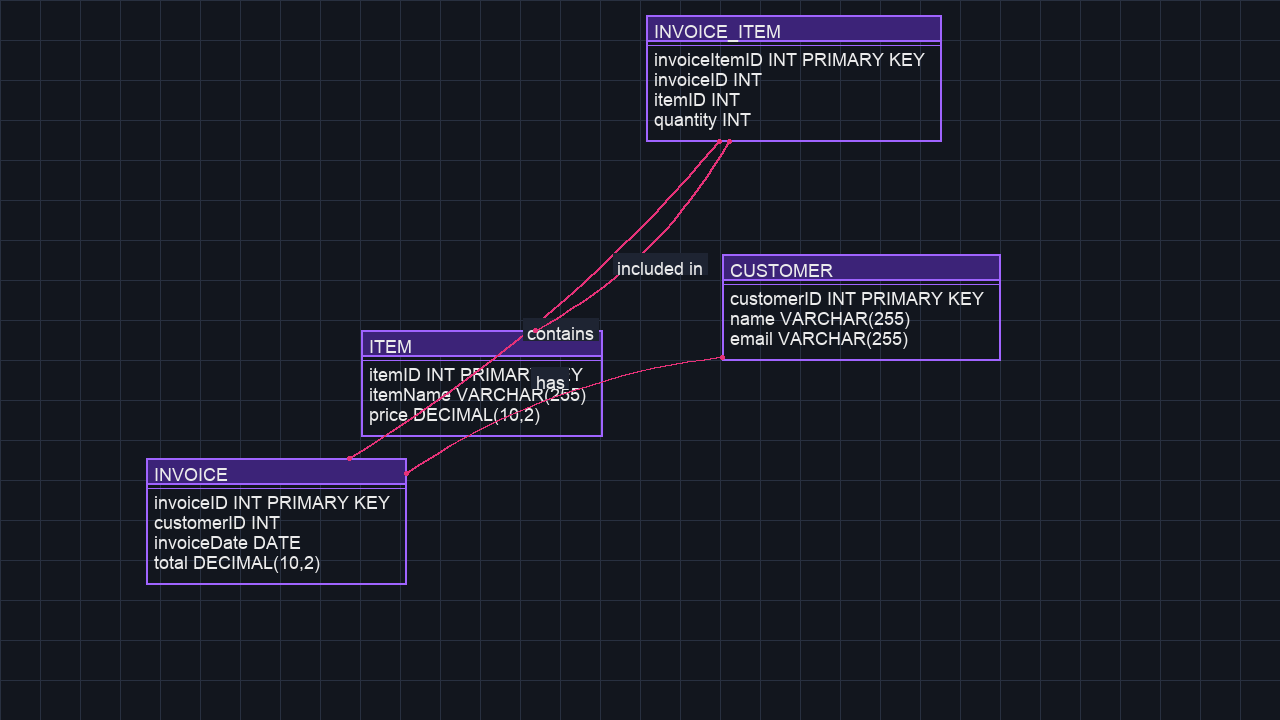 INVOICE_ITEM
invoiceItemID INT PRIMARY KEY
invoiceID INT
itemID INT
quantity INT
included in
CUSTOMER
customerID INT PRIMARY KEY
name VARCHAR(255)
email VARCHAR(255)
contains
ITEM
itemID INT PRIMARY KEY
itemName VARCHAR(255)
price DECIMAL(10,2)
has
INVOICE
invoiceID INT PRIMARY KEY
customerID INT
invoiceDate DATE
total DECIMAL(10,2)